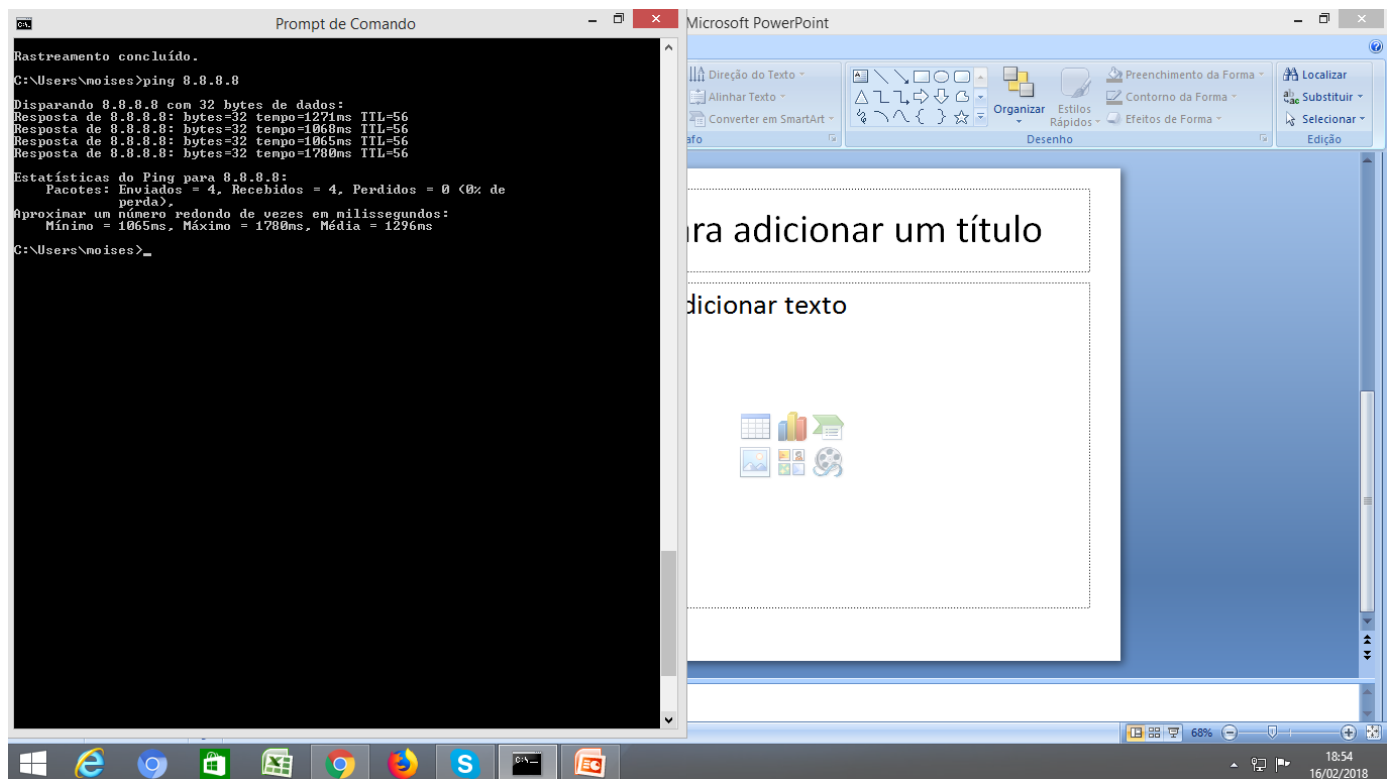 Prompt de Comando
Rastreamento concluído.
C:\Users\moises>ping 8.8.8.8
Disparando 8.8.8.8 com 32 bytes de dados:
Resposta de 8.8.8.8: bytes=32 tempo=1271ms TTL=56
Resposta de 8.8.8.8: bytes=32 tempo=1068ms TTL=56
Resposta de 8.8.8.8: bytes=32 tempo=1065ms TTL=56
Resposta de 8.8.8.8: bytes=32 tempo=1780ms TTL=56
Estatísticas do Ping para 8.8.8.8:
Pacotes: Enviados = 4, Recebidos = 4, Perdidos = 0 (0% de
perda),
Aproximar um número redondo de vezes em milissegundos:
Mínimo = 1065ms, Máximo = 1780ms, Média = 1296ms
C:\Users\moises>_
Microsoft PowerPoint
Direção do Texto
Alinhar Texto
Converter em SmartArt
afo
Organizar
Estilos
Rápidos
Preenchimento da Forma
Contorno da Forma
Efeitos de Forma
Desenho
Localizar
Substituir
Selecionar
Edição
ra adicionar um título
dicionar texto
68%
18:54
16/02/2018